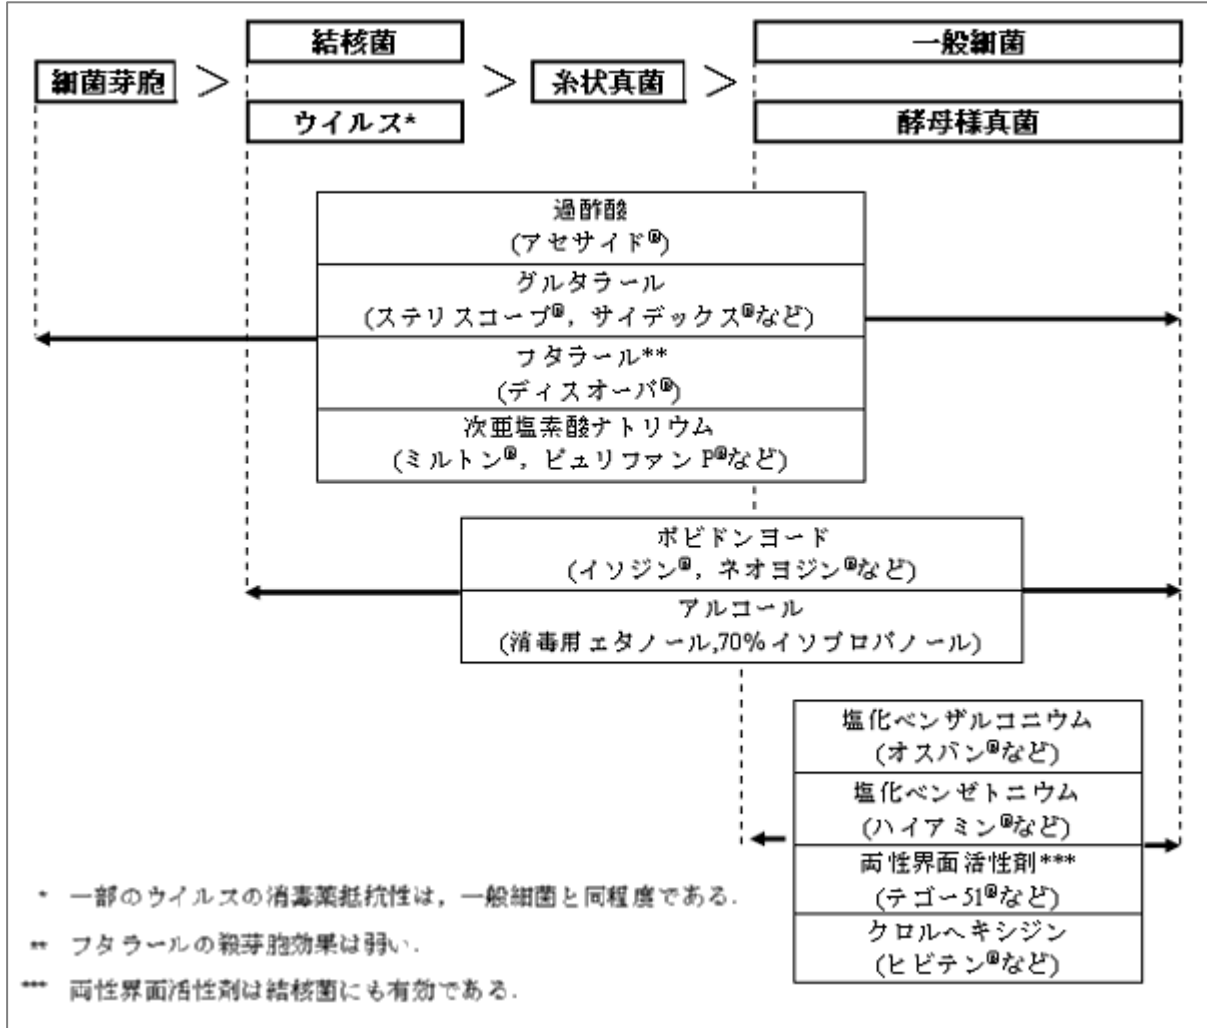 結核菌
一般細菌
細菌芽胞 > > 糸状真菌 >
ウイルス*
酵母様真菌
過酢酸
(アセサイド®)
グルタラール
(ステリスコープ®, サイデックス®など)
フタラール**
(ディスオーパ®)
次亜塩素酸ナトリウム
(ミルトン®, ピュリファンP®など)
ポビドンヨード
(イソジン®, ネオヨジン®など)
アルコール
(消毒用エタノール,70%イソプロパノール)
塩化ベンザルコニウム
(オスバン®など)
塩化ベンゼトニウム
(ハイアミン®など)
両性界面活性剤***
(テゴー51®など)
クロルヘキシジン
(ヒビテン®など)
* 一部のウイルスの消毒薬抵抗性は，一般細菌と同程度である.
** フタラールの殺芽胞効果は弱い.
*** 両性界面活性剤は結核菌にも有効である.